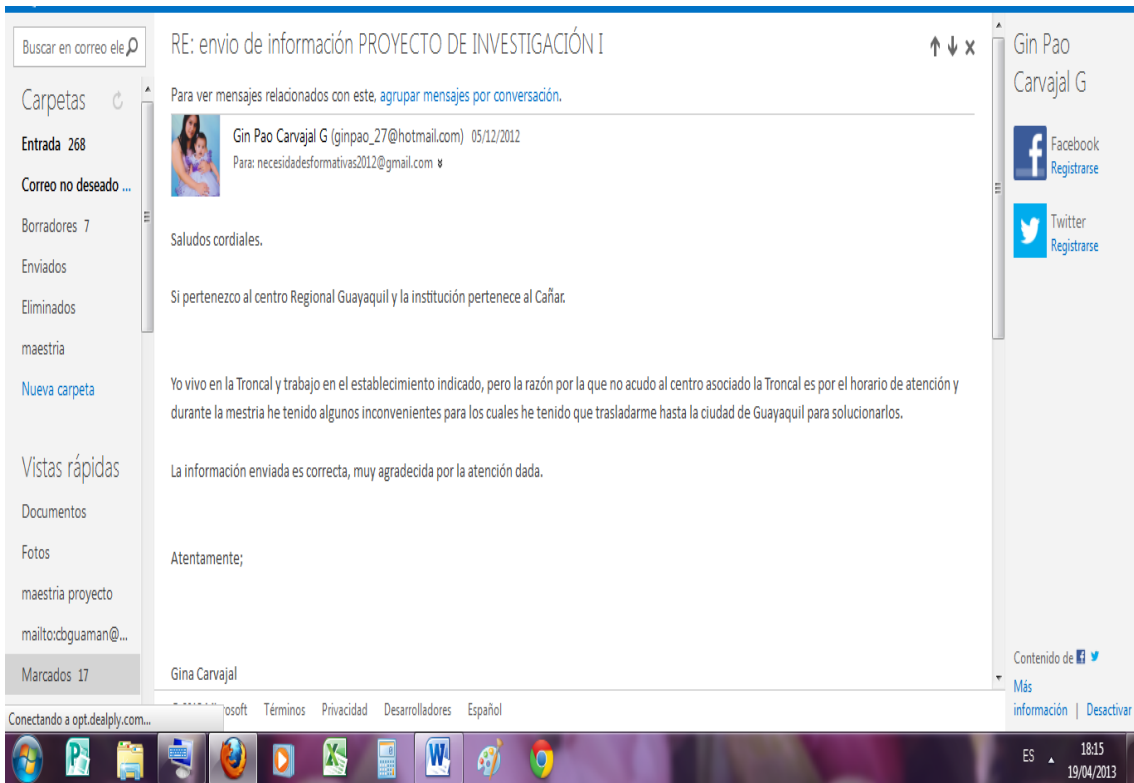 Buscar en correo ele
Carpetas
Entrada 268
Correo no deseado ...
Borradores 7
Enviados
Eliminados
maestria
Nueva carpeta
Vistas rápidas
Documentos
Fotos
maestria proyecto
mailto:cbguaman@...
Marcados 17
Conectando a opt.dealply.com...
RE: envio de información PROYECTO DE INVESTIGACIÓN I
Para ver mensajes relacionados con este, agrupar mensajes por conversación.
Gin Pao Carvajal G (ginpao_27@hotmail.com) 05/12/2012
Para: necesidadesformativas2012@gmail.com
Saludos cordiales.
Si pertenezco al centro Regional Guayaquil y la institución pertenece al Cañar.
Yo vivo en la Troncal y trabajo en el establecimiento indicado, pero la razón por la que no acudo al centro asociado la Troncal es por el horario de atención y
durante la mestria he tenido algunos inconvenientes para los cuales he tenido que trasladarme hasta la ciudad de Guayaquil para solucionarlos.
La información enviada es correcta, muy agradecida por la atención dada.
Atentamente;
Gina Carvajal
Términos Privacidad Desarrolladores Español
Gin Pao
Carvajal G
Facebook
Registrarse
Twitter
Registrarse
Contenido de
Más
información | Desactivar
ES
18:15
19/04/2013